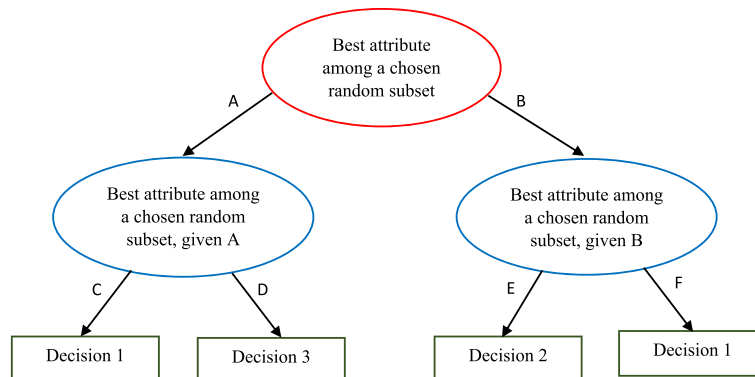 Best attribute
among a chosen
random subset
A
B
Best attribute among
a chosen random
subset, given A
Best attribute among
a chosen random
subset, given B
C
D
E
F
Decision 1
Decision 3
Decision 2
Decision 1